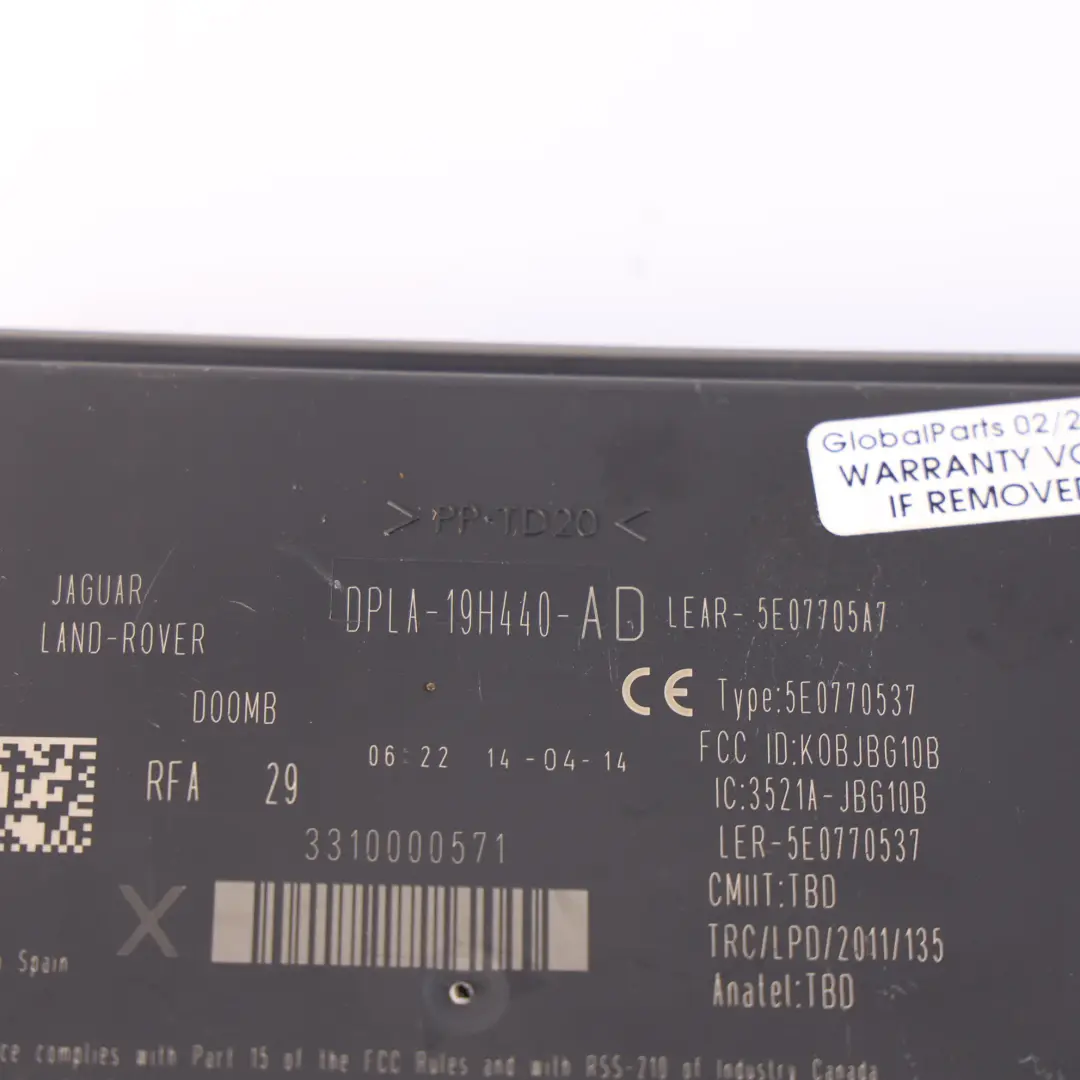 GlobalParts 02/2
WARRANTY VO
IF REMOVED
> PP-TD20 <
JAGUAR
LAND-ROVER
DPLA-19H440-AD
LEAR- 5E07705A7
D00MB
CE
Type:5E0770537
06:22 14-04-14
FCC ID:KOBJBG10B
RFA 29
IC:3521A-JBG10B
3310000571
LER-5E0770537
X
CMIIT:TBD
TRC/LPD/2011/135
Spain
Anatel:TBD
ce complies with Part 15 of the FCC Rules and with RSS-210 of Industry Canada